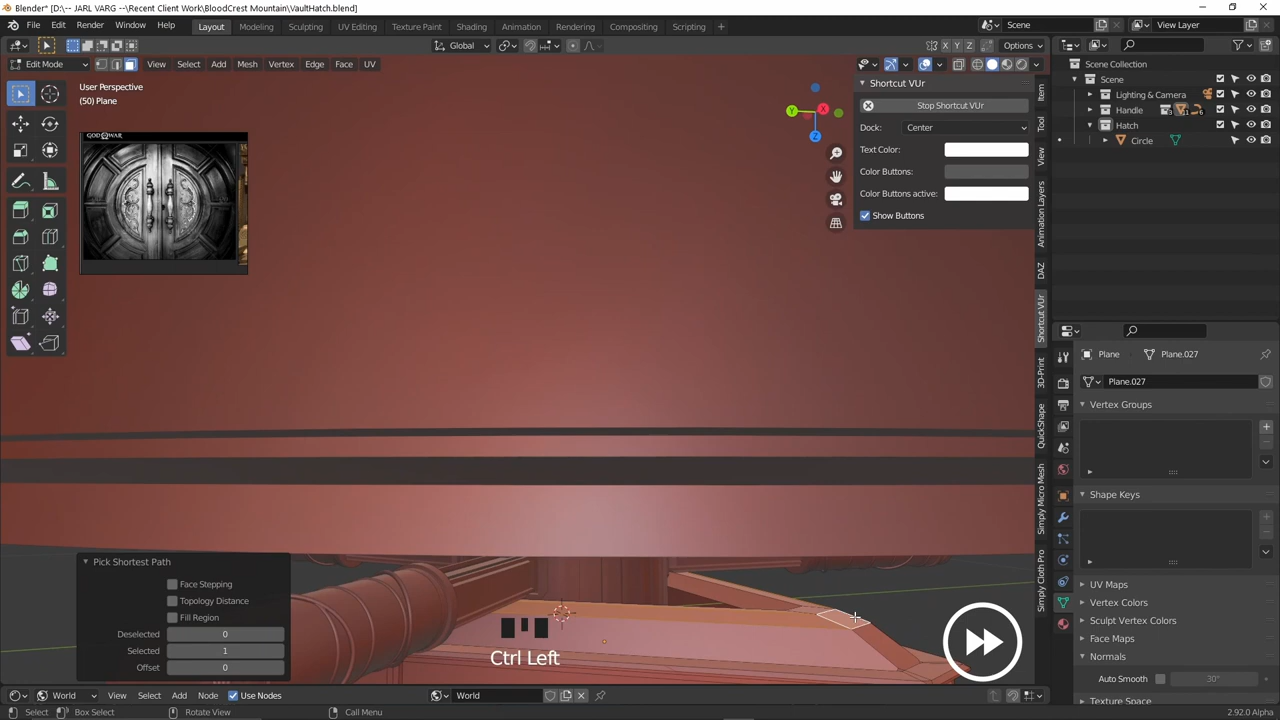 Blender* [D:\-- JARL VARG --\Recent Client Work\BloodCrest Mountain\VaultHatch.blend]
File Edit Render Window Help Layout Modeling Sculpting UV Editing Texture Paint Shading Animation Rendering Compositing Scripting + Scene View Layer
Global Options
Edit Mode View Select Add Mesh Vertex Edge Face UV X Y Z
User Perspective
(50) Plane
GOD WAR
Shortcut VUr
Stop Shortcut VUr
Dock: Center
Text Color:
Color Buttons:
Color Buttons active:
Show Buttons
Y X Z
Item
Tool
View
Animation Layers
DAZ
Shortcut VUr
3D-Print
QuickShape
Simply Micro Mesh
Simply Cloth Pro
Scene Collection
Scene
Lighting & Camera
Handle 3 1 6
Hatch
Circle
Plane Plane.027
Plane.027
Vertex Groups
Shape Keys
UV Maps
Vertex Colors
Sculpt Vertex Colors
Face Maps
Normals
Auto Smooth 30°
Texture Space
Pick Shortest Path
Face Stepping
Topology Distance
Fill Region
Deselected 0
Selected 1
Offset 0
Ctrl Left
World View Select Add Node Use Nodes World
Select Box Select Rotate View Call Menu 2.92.0 Alpha